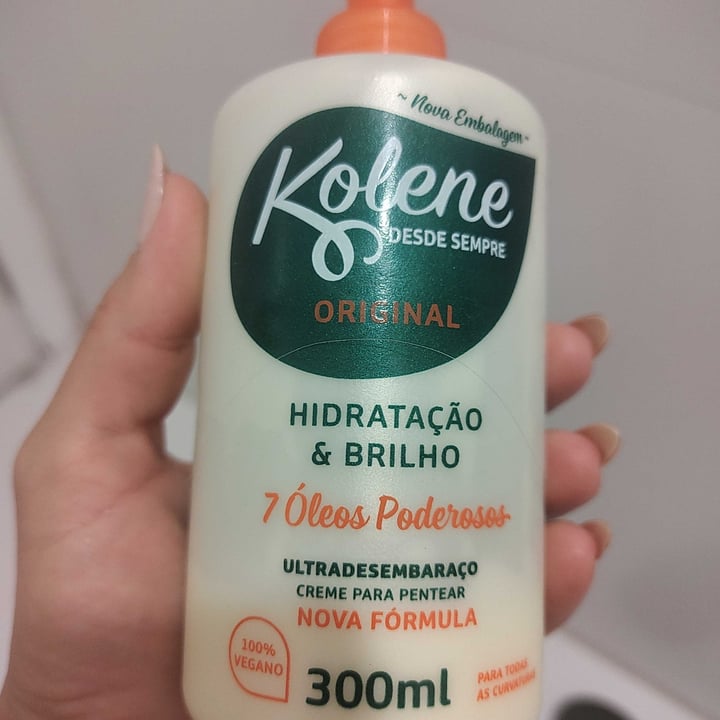 ~ Nova Embalagem ~
Kolene
DESDE SEMPRE
ORIGINAL
HIDRATAÇÃO
& BRILHO
7 Óleos Poderosos
ULTRADESEMBARAÇO
CREME PARA PENTEAR
NOVA FÓRMULA
100%
VEGANO
300ml
PARA TODAS
AS CURVATURAS